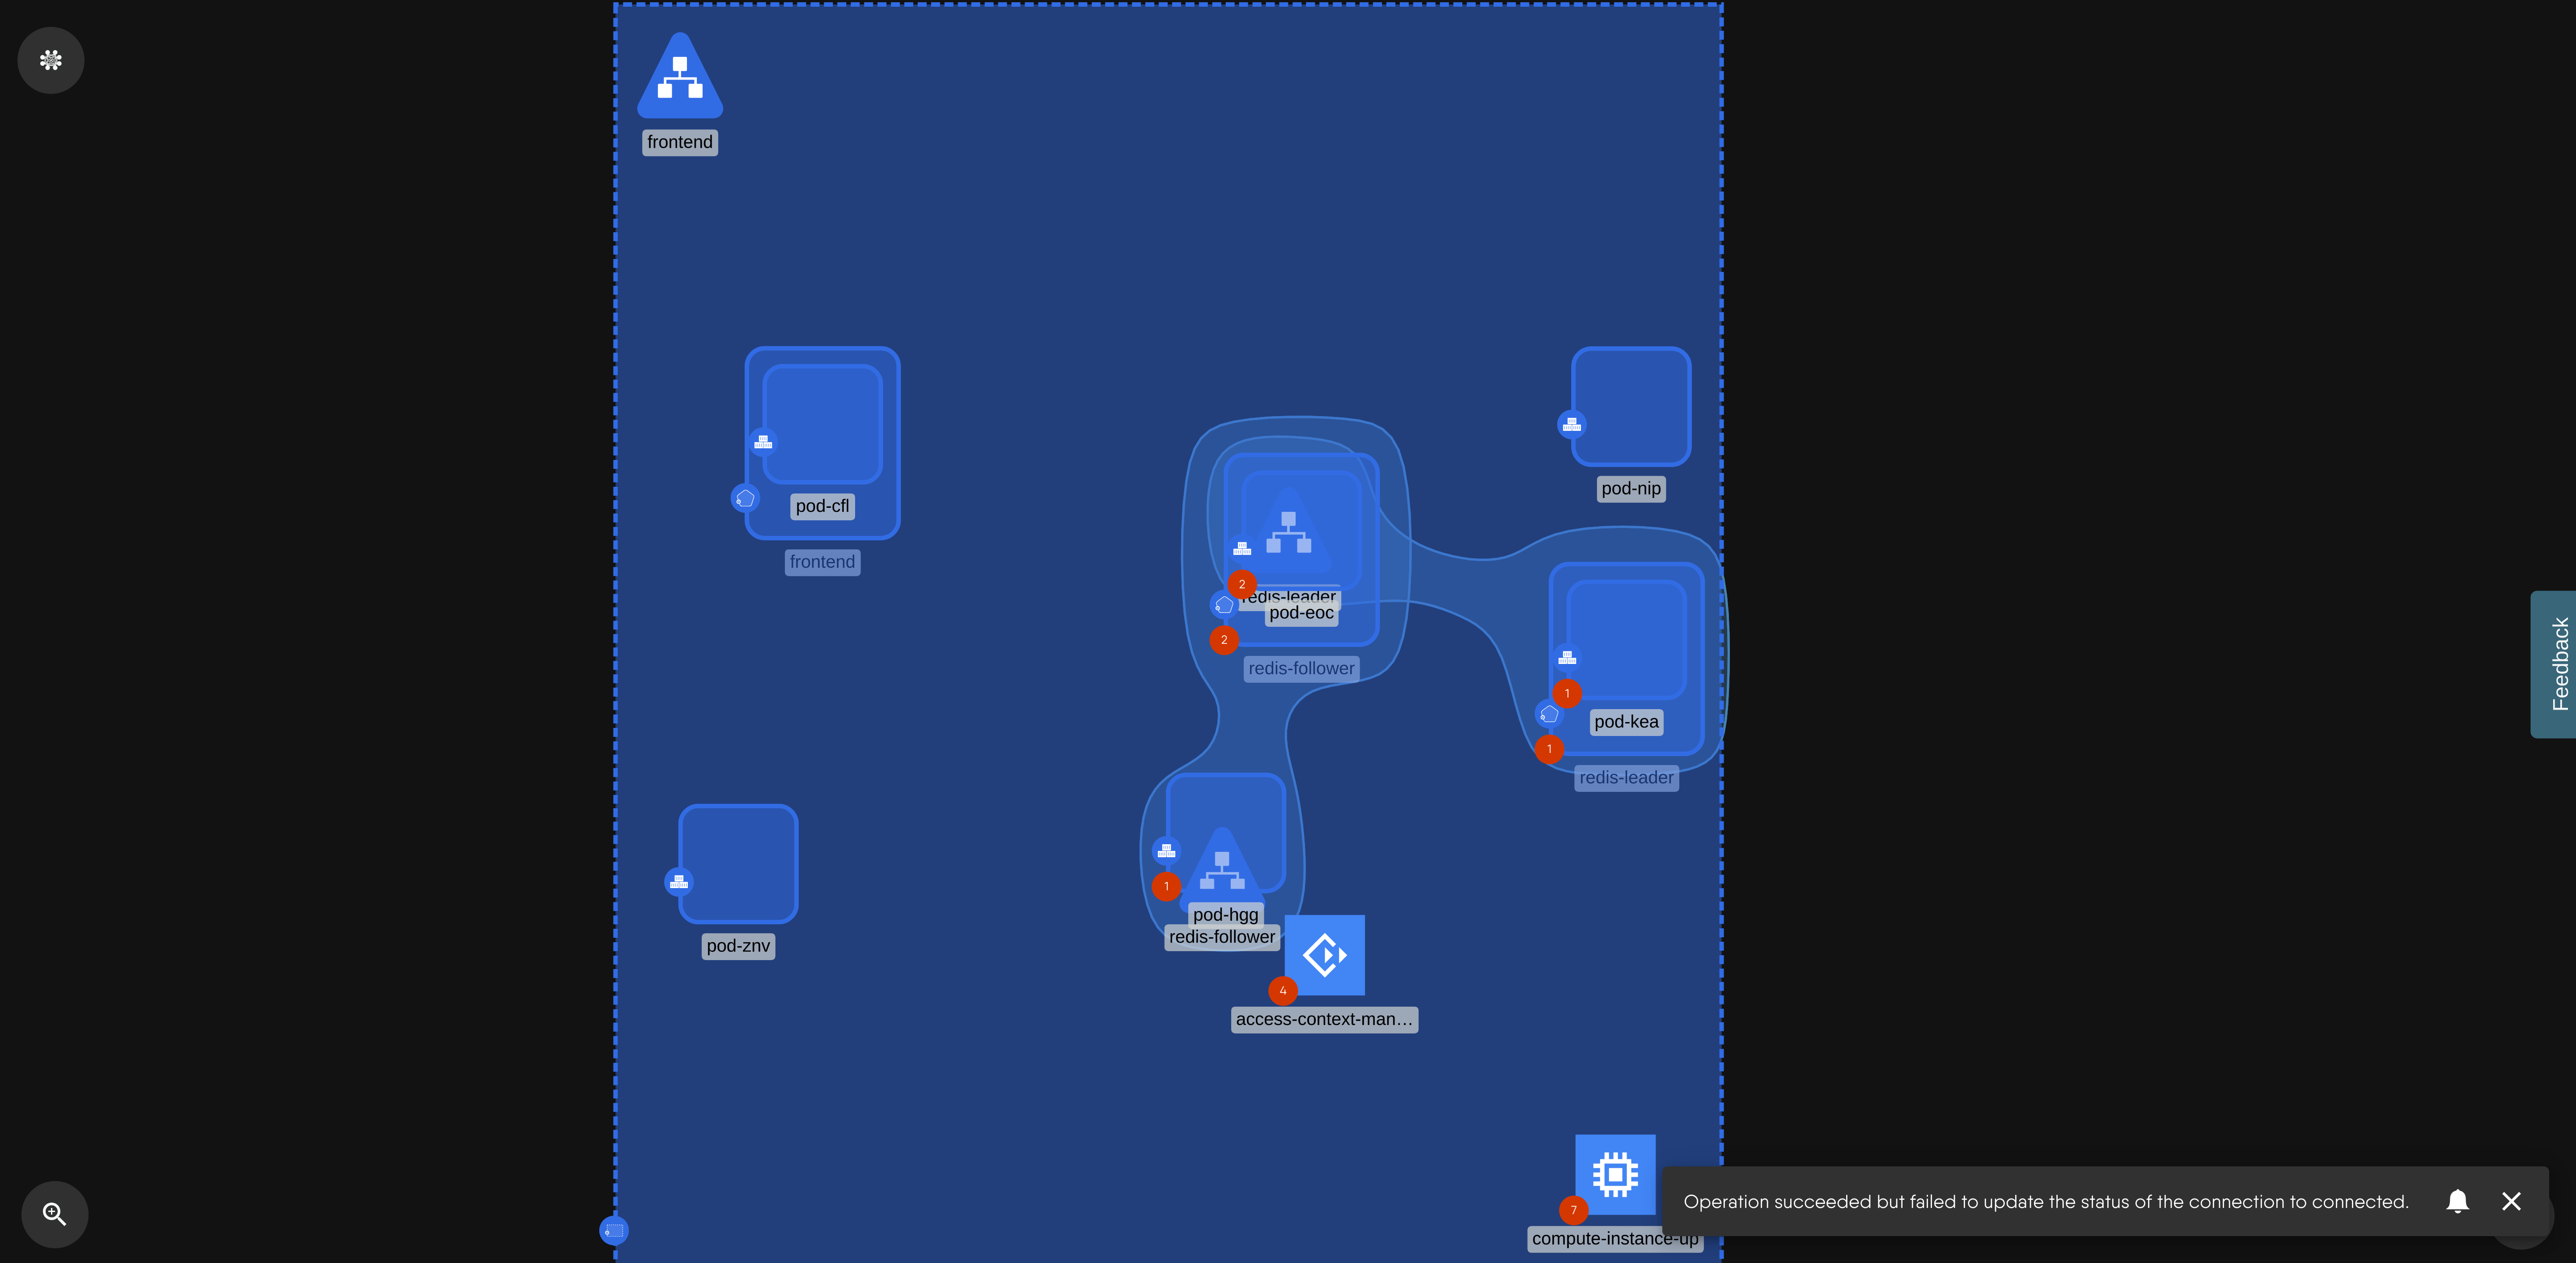 frontend
pod-cfl
frontend
pod-nip
2
redis-leader
pod-eoc
2
redis-follower
1
pod-kea
1
redis-leader
Feedback
1
pod-hgg
redis-follower
pod-znv
4
access-context-man…
7
compute-instance-up
Operation succeeded but failed to update the status of the connection to connected.